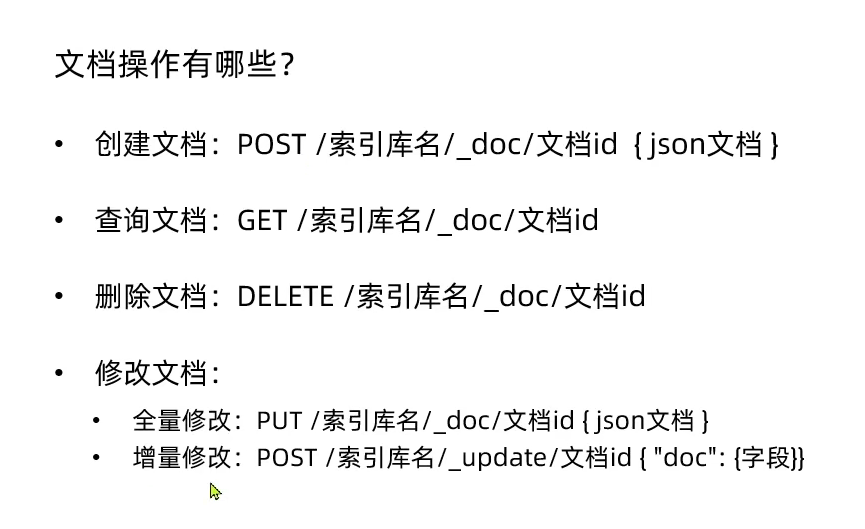 文档操作有哪些？
• 创建文档：POST /索引库名/_doc/文档id { json文档 }
• 查询文档：GET /索引库名/_doc/文档id
• 删除文档：DELETE /索引库名/_doc/文档id
• 修改文档：
• 全量修改：PUT /索引库名/_doc/文档id { json文档 }
• 增量修改：POST /索引库名/_update/文档id { "doc": {字段}}